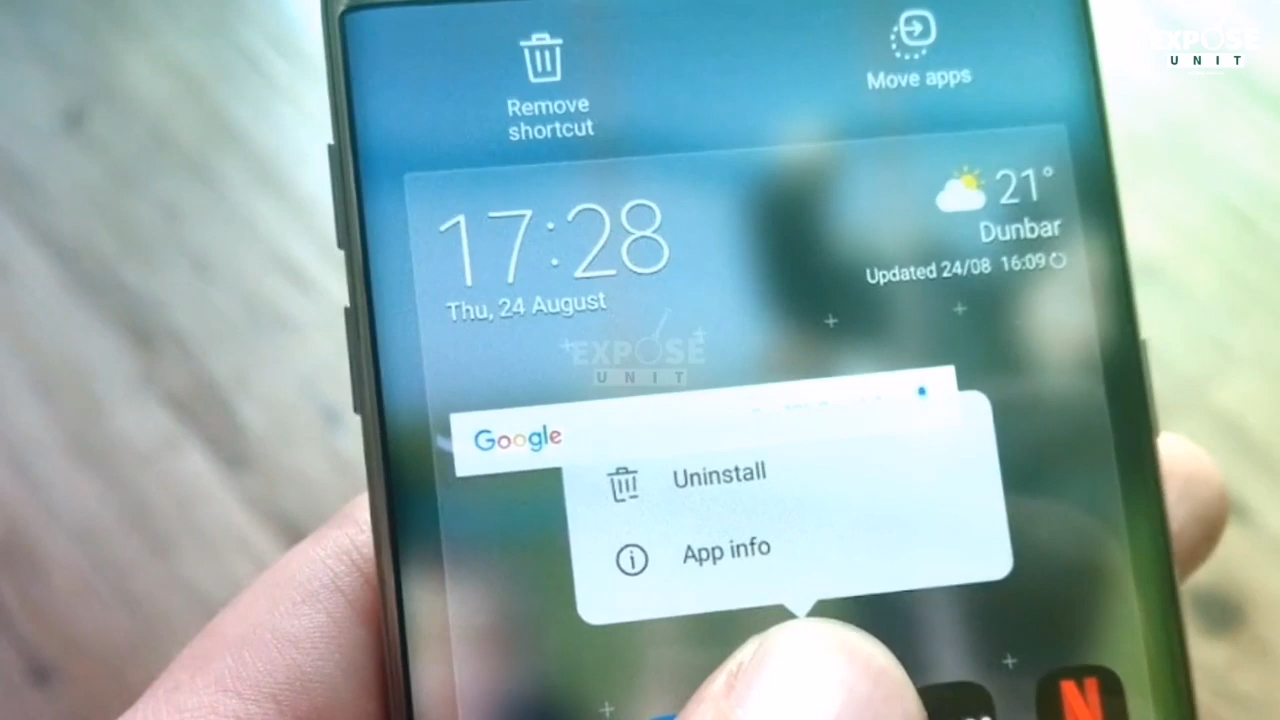 EXPOSE
UNIT
Remove
shortcut
Move apps
17:28
Thu, 24 August
21°
Dunbar
Updated 24/08 16:09
EXPOSE
UNIT
Google
Uninstall
App info
N